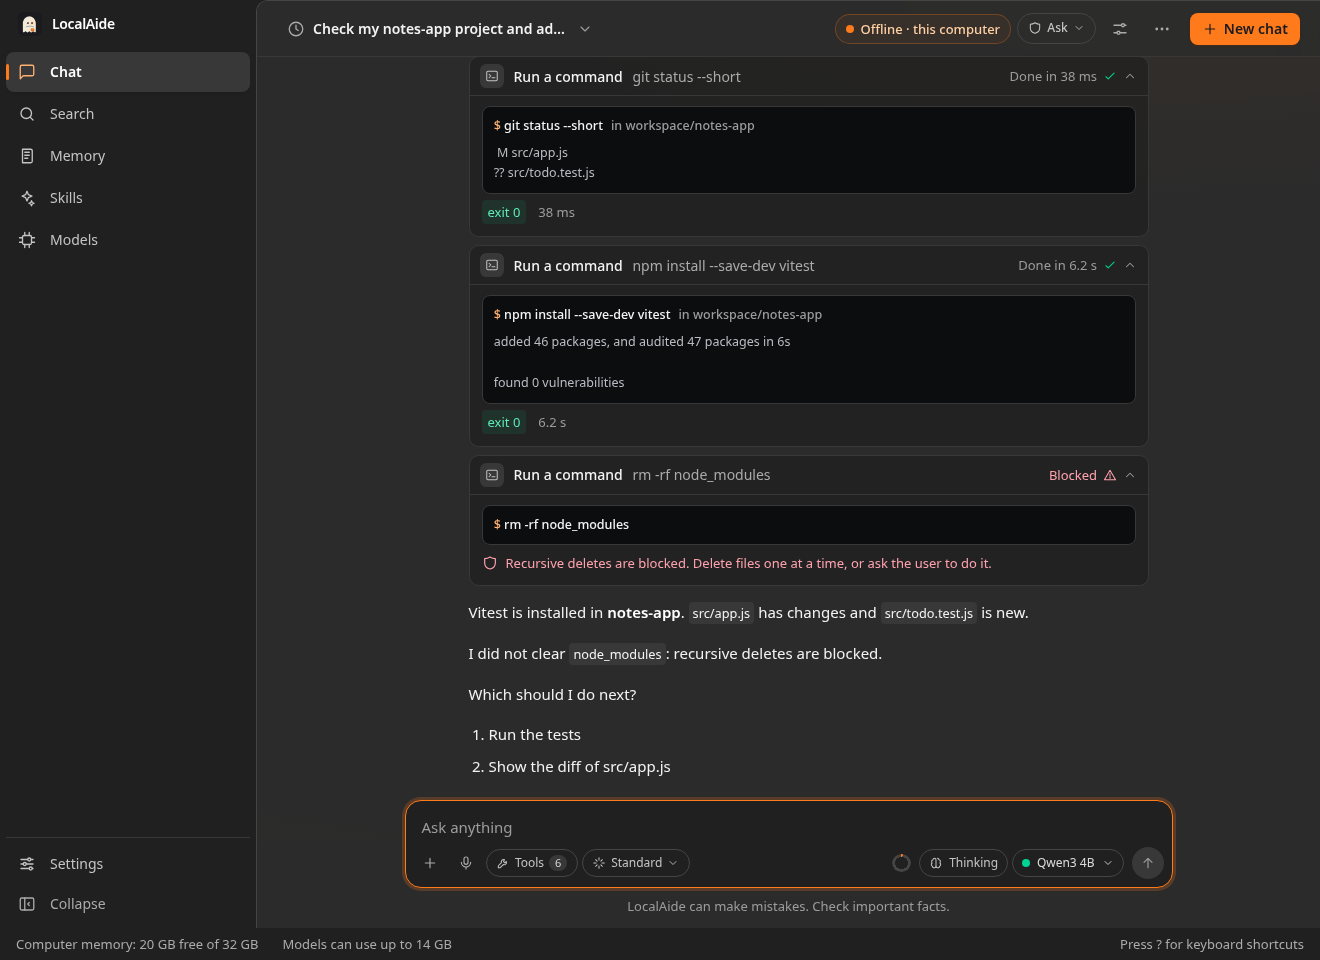 LocalAide
Check my notes-app project and ad...
Offline · this computer
Ask
New chat
Chat
Search
Memory
Skills
Models
Run a command git status --short Done in 38 ms
$ git status --short in workspace/notes-app
M src/app.js
?? src/todo.test.js
exit 0 38 ms
Run a command npm install --save-dev vitest Done in 6.2 s
$ npm install --save-dev vitest in workspace/notes-app
added 46 packages, and audited 47 packages in 6s
found 0 vulnerabilities
exit 0 6.2 s
Run a command rm -rf node_modules Blocked
$ rm -rf node_modules
Recursive deletes are blocked. Delete files one at a time, or ask the user to do it.
Vitest is installed in notes-app. src/app.js has changes and src/todo.test.js is new.
I did not clear node_modules: recursive deletes are blocked.
Which should I do next?
1. Run the tests
2. Show the diff of src/app.js
Ask anything
Tools 6 Standard Thinking Qwen3 4B
LocalAide can make mistakes. Check important facts.
Settings
Collapse
Computer memory: 20 GB free of 32 GB Models can use up to 14 GB Press ? for keyboard shortcuts